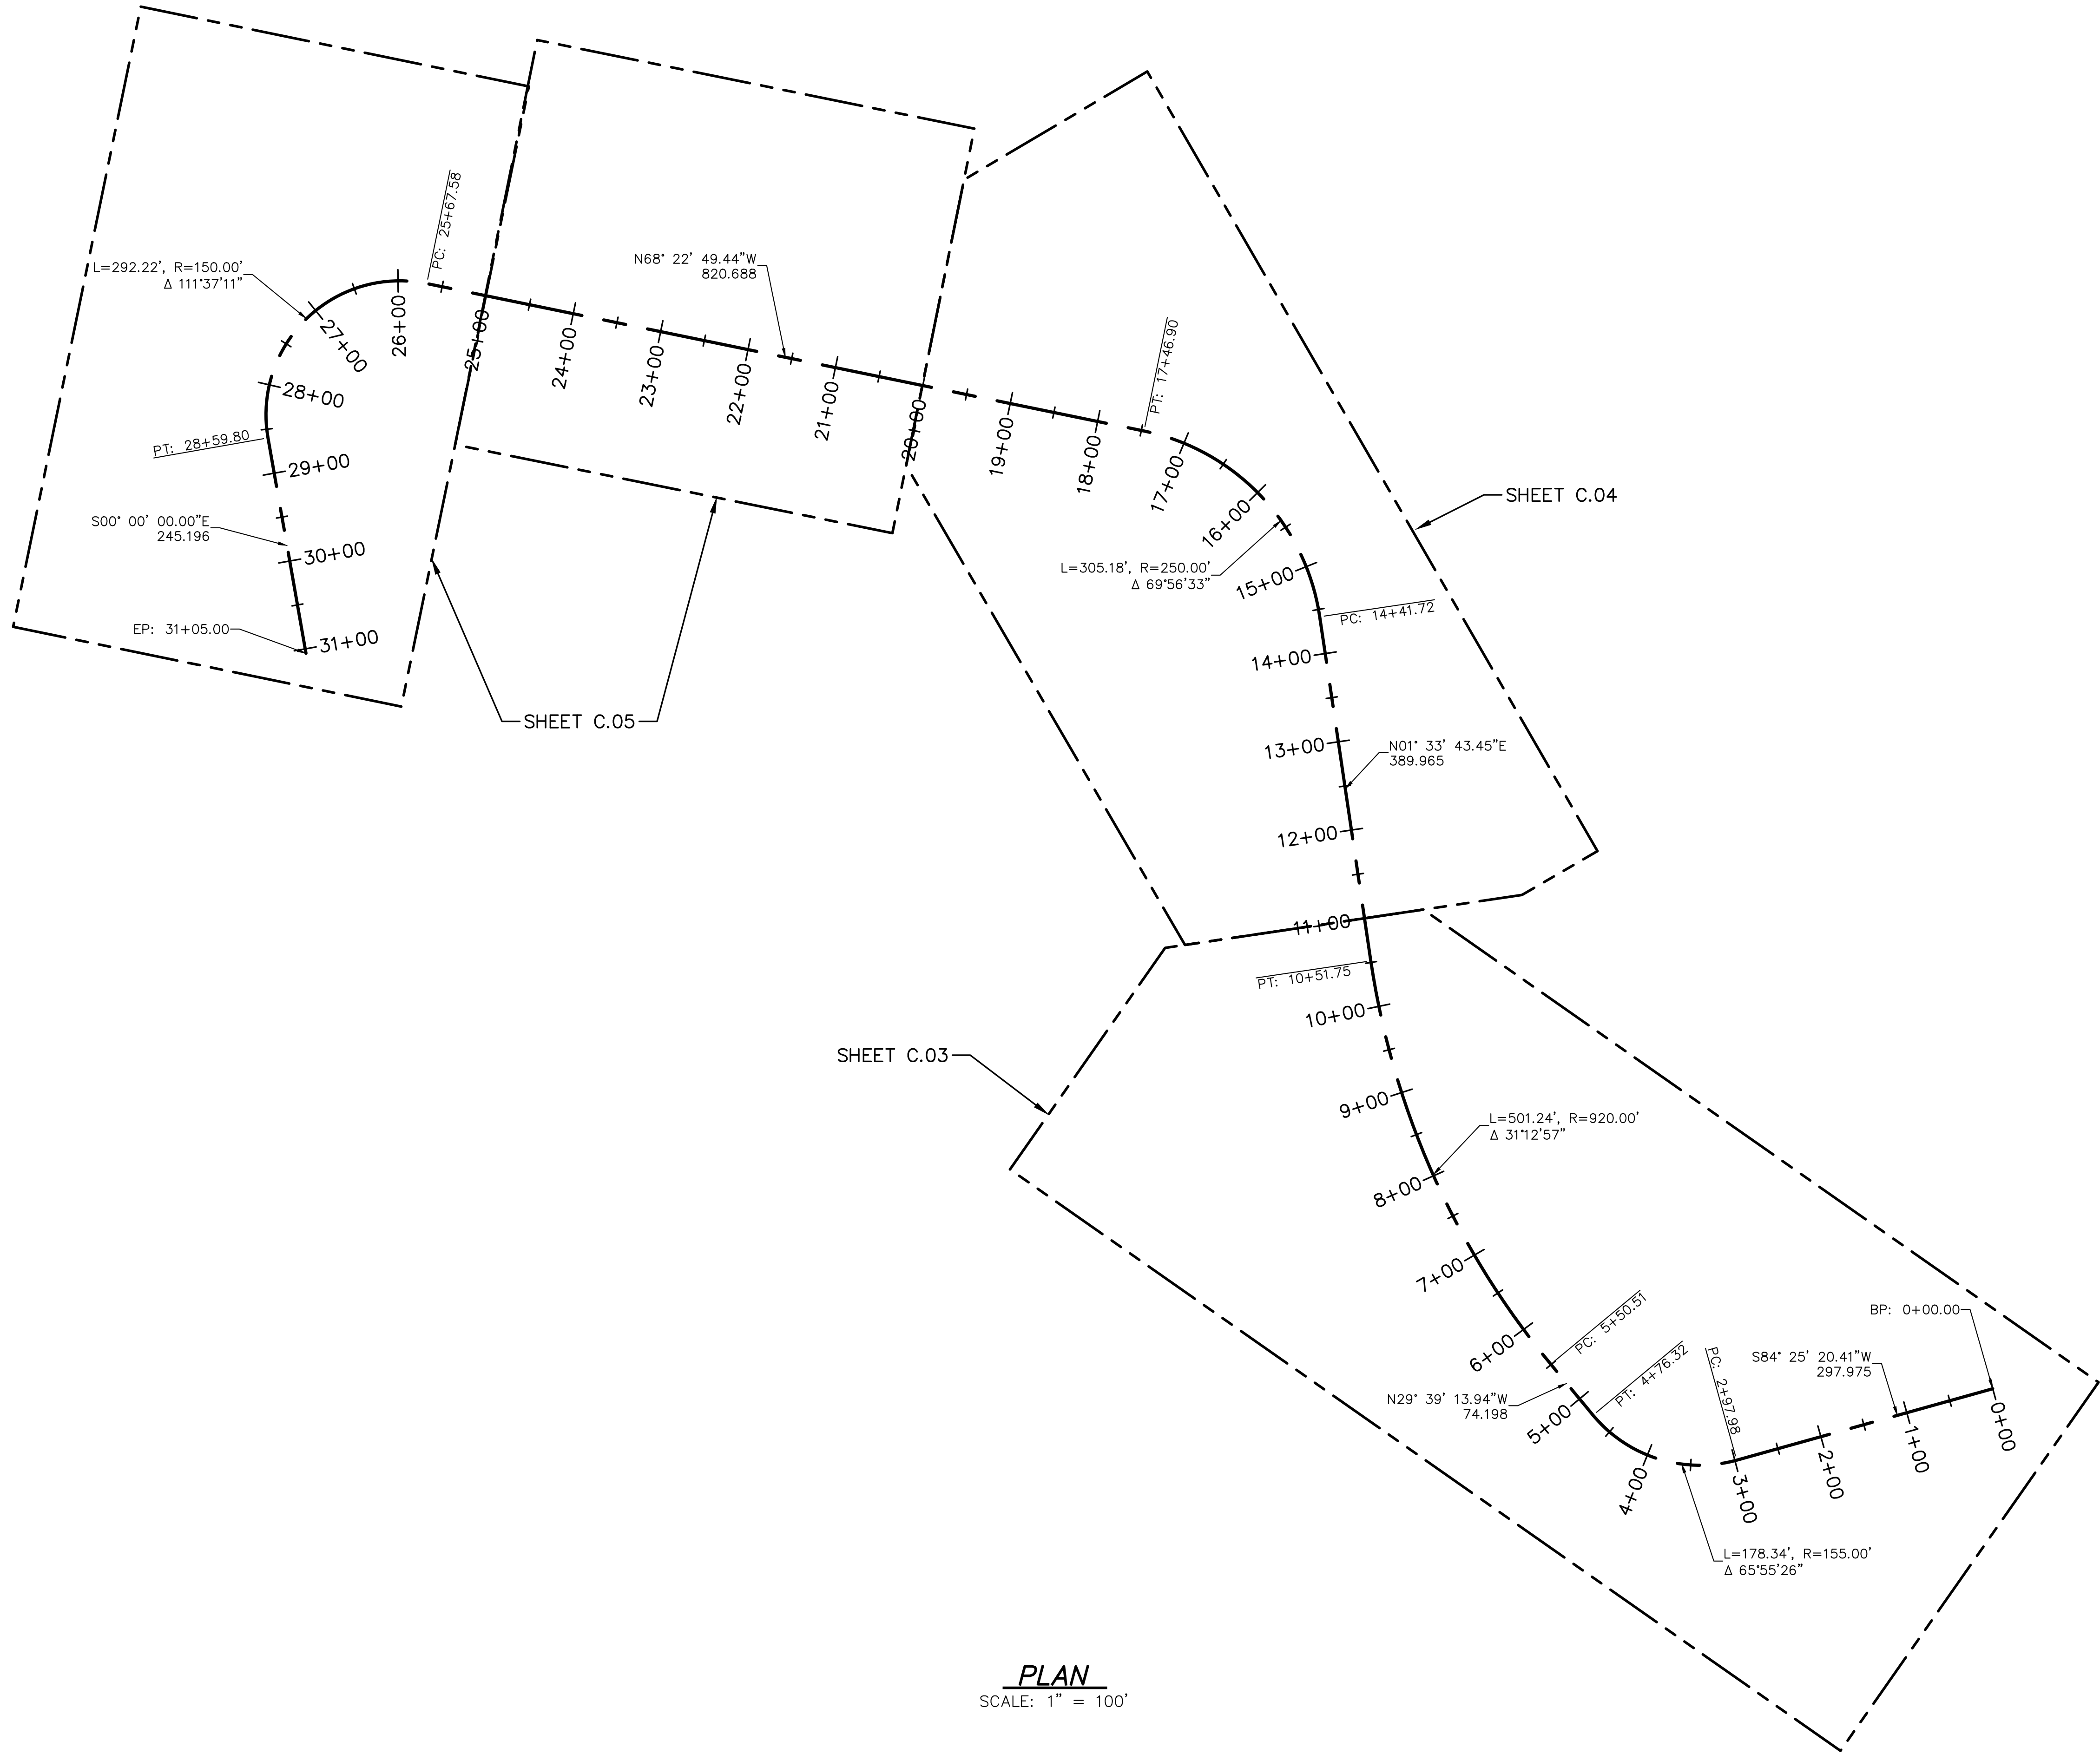 PC: 25+67.58
L=292.22', R=150.00'
Δ 111°37'11"
N68° 22' 49.44"W
820.688
26+00
27+00
28+00
PT: 28+59.80
29+00
S00° 00' 00.00"E
245.196
30+00
EP: 31+05.00
31+00
25+00
24+00
23+00
22+00
21+00
20+00
19+00
18+00
17+00
PT: 17+46.90
SHEET C.05
SHEET C.04
16+00
L=305.18', R=250.00'
Δ 69°56'33"
15+00
PC: 14+41.72
14+00
13+00
N01° 33' 43.45"E
389.965
12+00
11+00
PT: 10+51.75
10+00
SHEET C.03
9+00
L=501.24', R=920.00'
Δ 31°12'57"
8+00
7+00
6+00
PC: 5+50.51
PT: 4+76.32
N29° 39' 13.94"W
74.198
5+00
4+00
PC: 2+97.98
3+00
S84° 25' 20.41"W
297.975
BP: 0+00.00
2+00
1+00
0+00
L=178.34', R=155.00'
Δ 65°55'26"
PLAN
SCALE: 1" = 100'